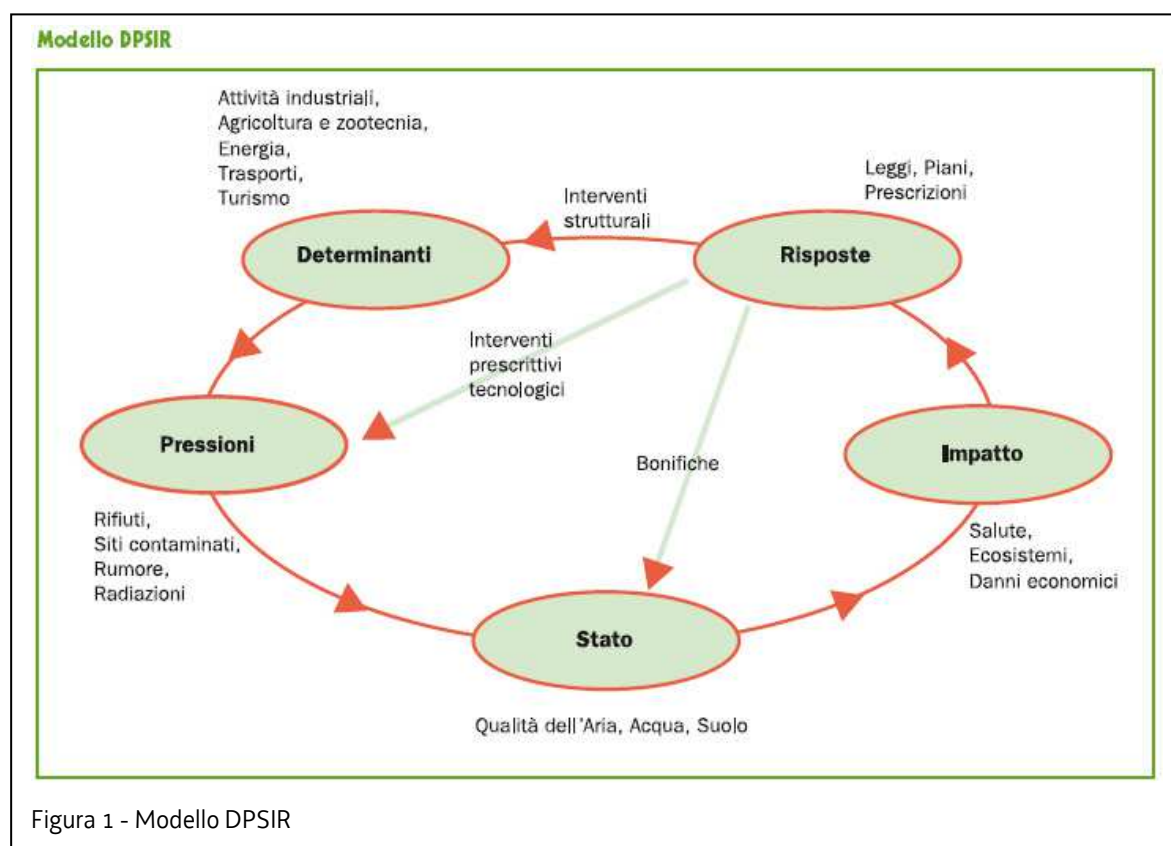 Modello DPSIR
Attività industriali,
Agricoltura e zootecnia,
Energia,
Trasporti,
Turismo
Leggi, Piani,
Prescrizioni
Interventi
strutturali
Determinanti
Risposte
Interventi
prescrittivi
tecnologici
Pressioni
Impatto
Bonifiche
Rifiuti,
Siti contaminati,
Rumore,
Radiazioni
Salute,
Ecosistemi,
Danni economici
Stato
Qualità dell'Aria, Acqua, Suolo
Figura 1 - Modello DPSIR